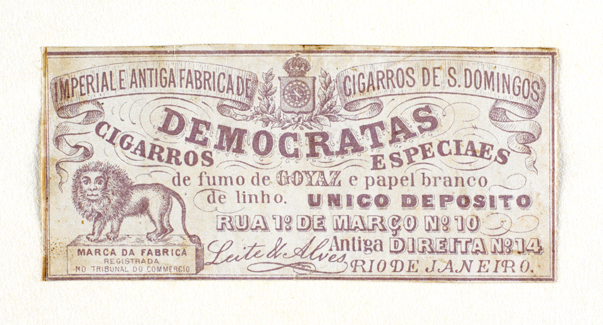 IMPERIAL E ANTIGA FABRICA DE CIGARROS DE S. DOMINGOS
DEMOCRATAS
CIGARROS ESPECIAES
de fumo de GOYAZ e papel branco
de linho. UNICO DEPOSITO
RUA 1º DE MARÇO Nº 10
Antiga DIREITA Nº 14
Leite & Alves
RIO DE JANEIRO.
MARCA DA FABRICA
REGISTRADA
NO TRIBUNAL DO COMMERCIO